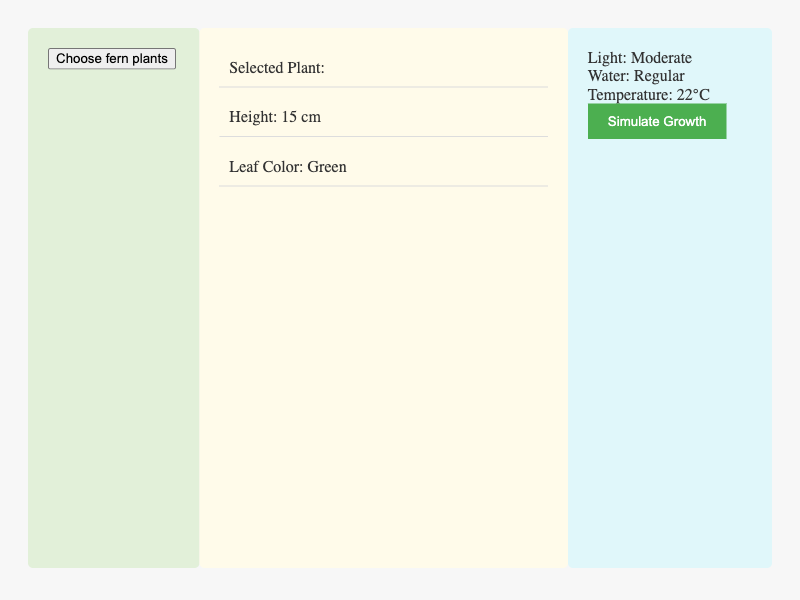 Choose fern plants
Selected Plant:
Height: 15 cm
Leaf Color: Green
Light: Moderate
Water: Regular
Temperature: 22°C
Simulate Growth